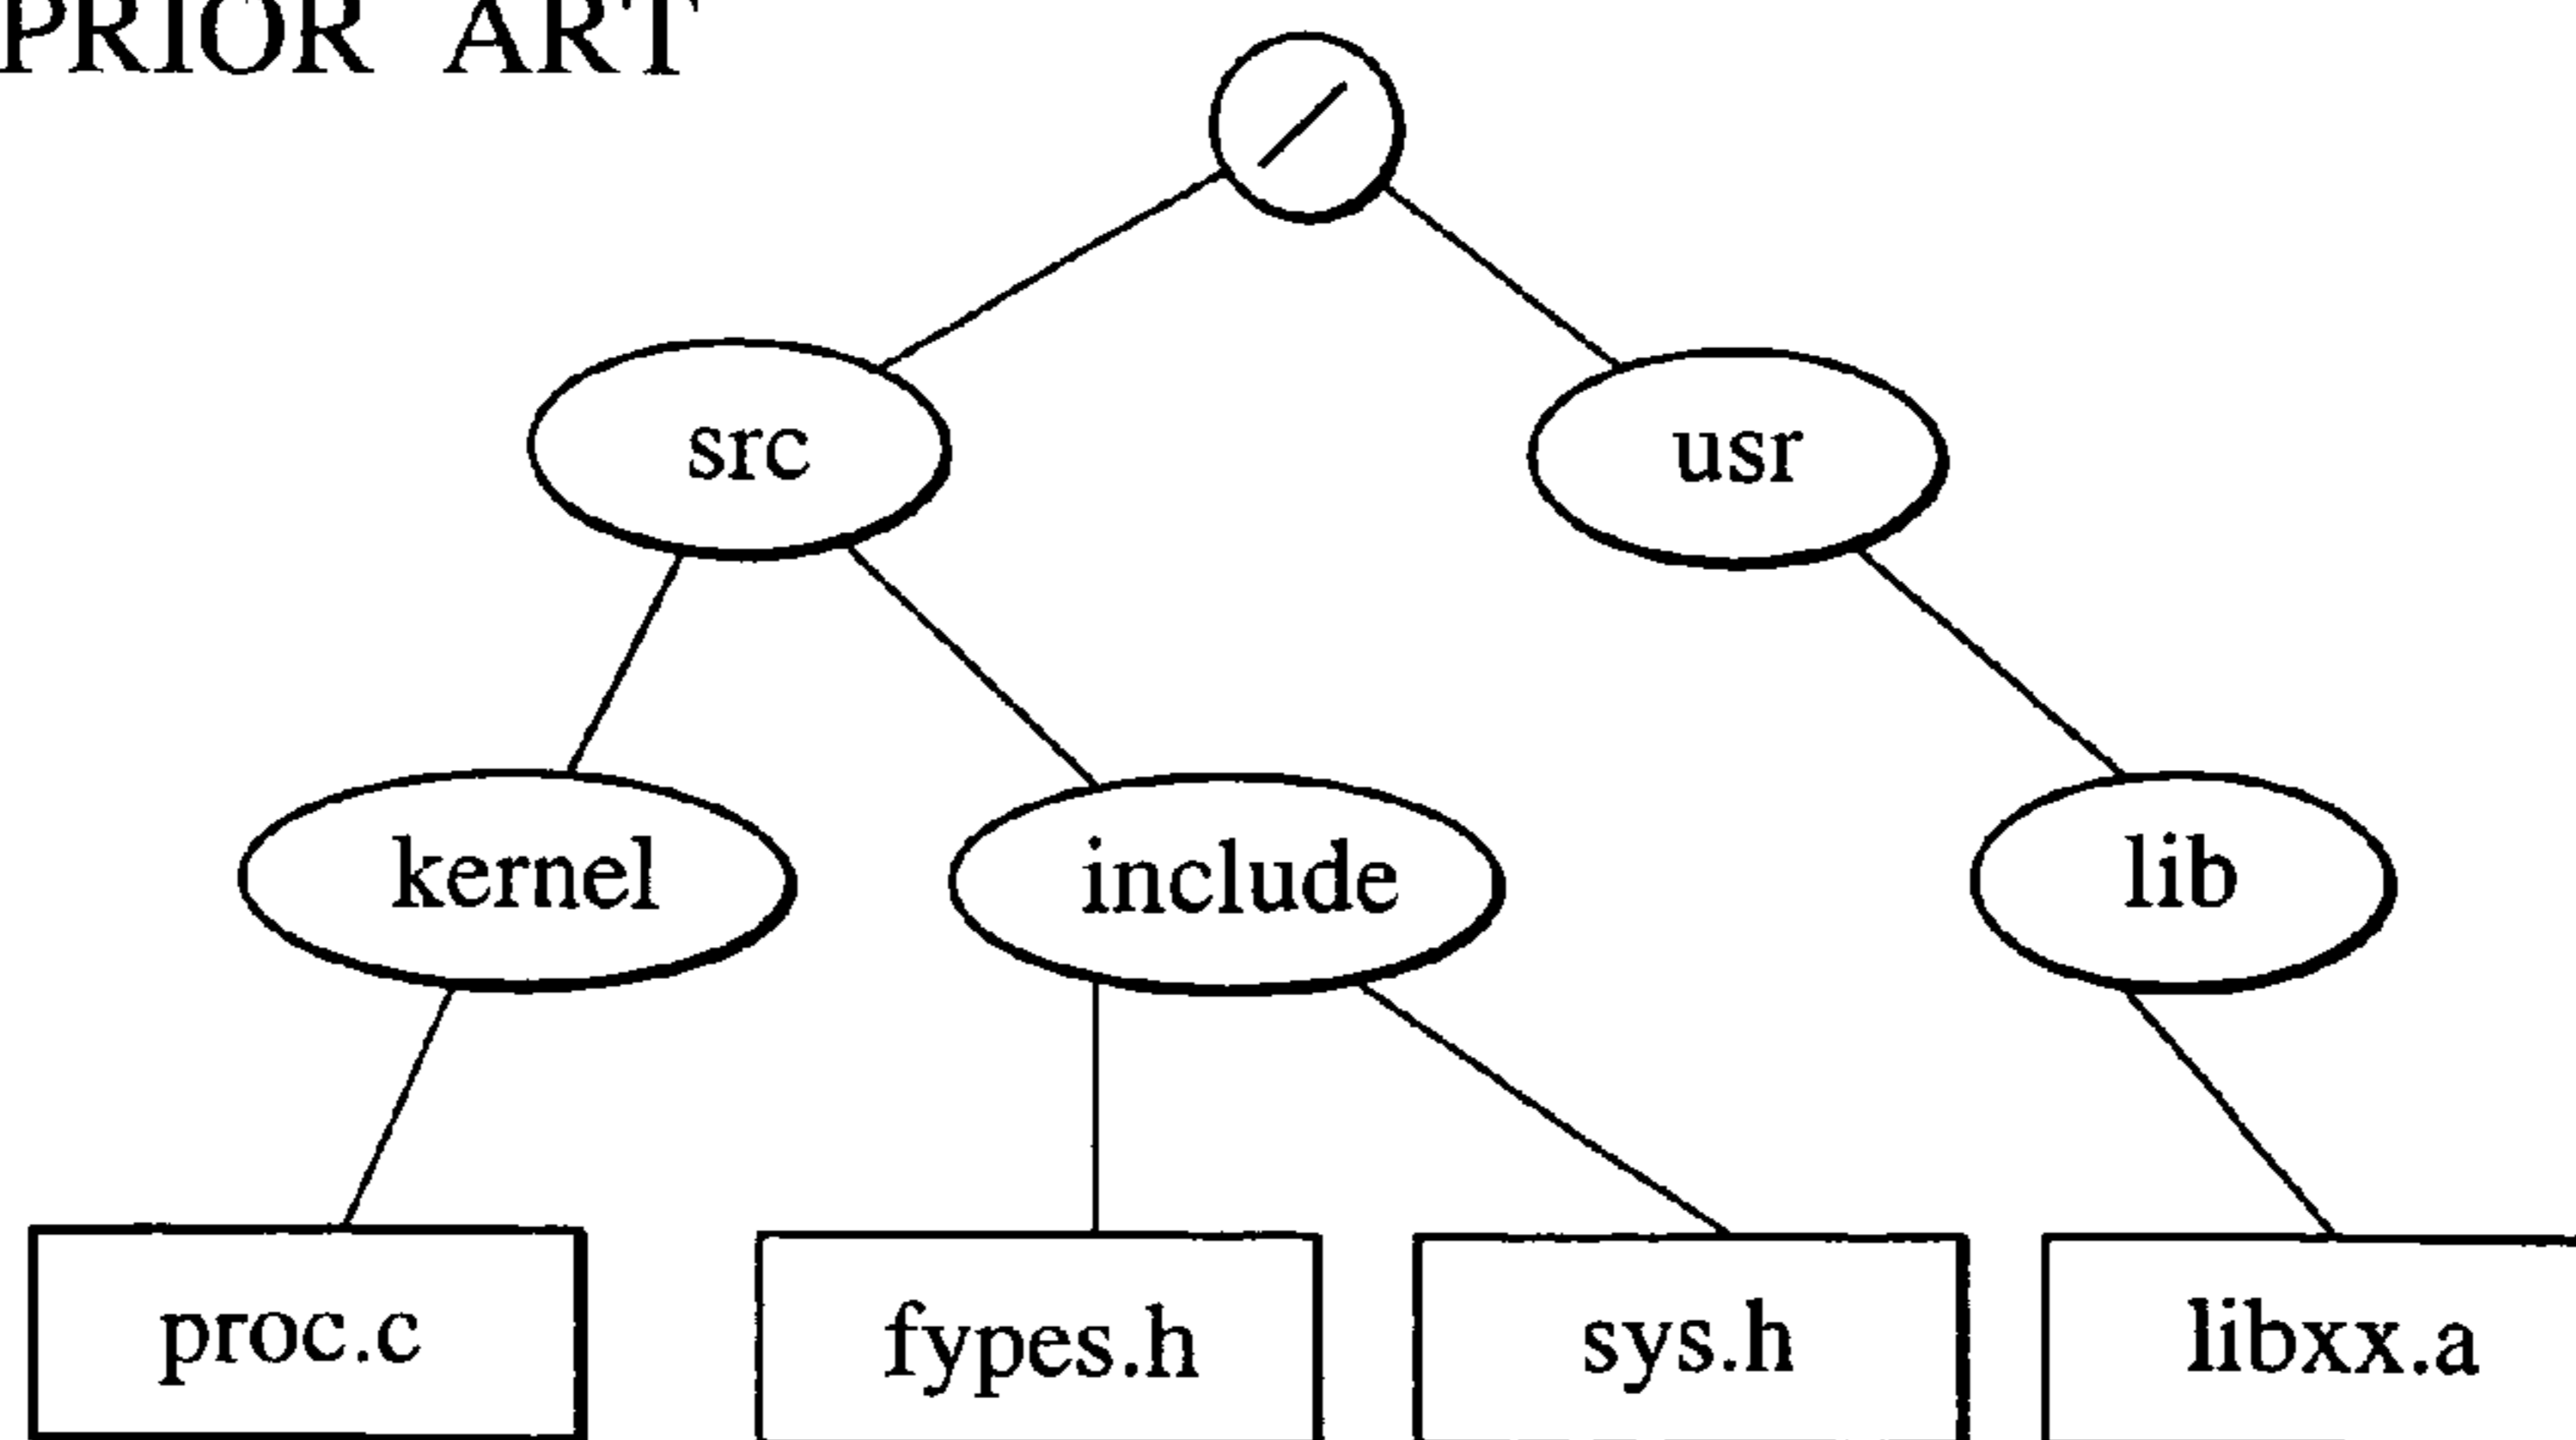 PRIOR ART
/
src
usr
kernel
include
lib
proc.c
fypes.h
sys.h
libxx.a